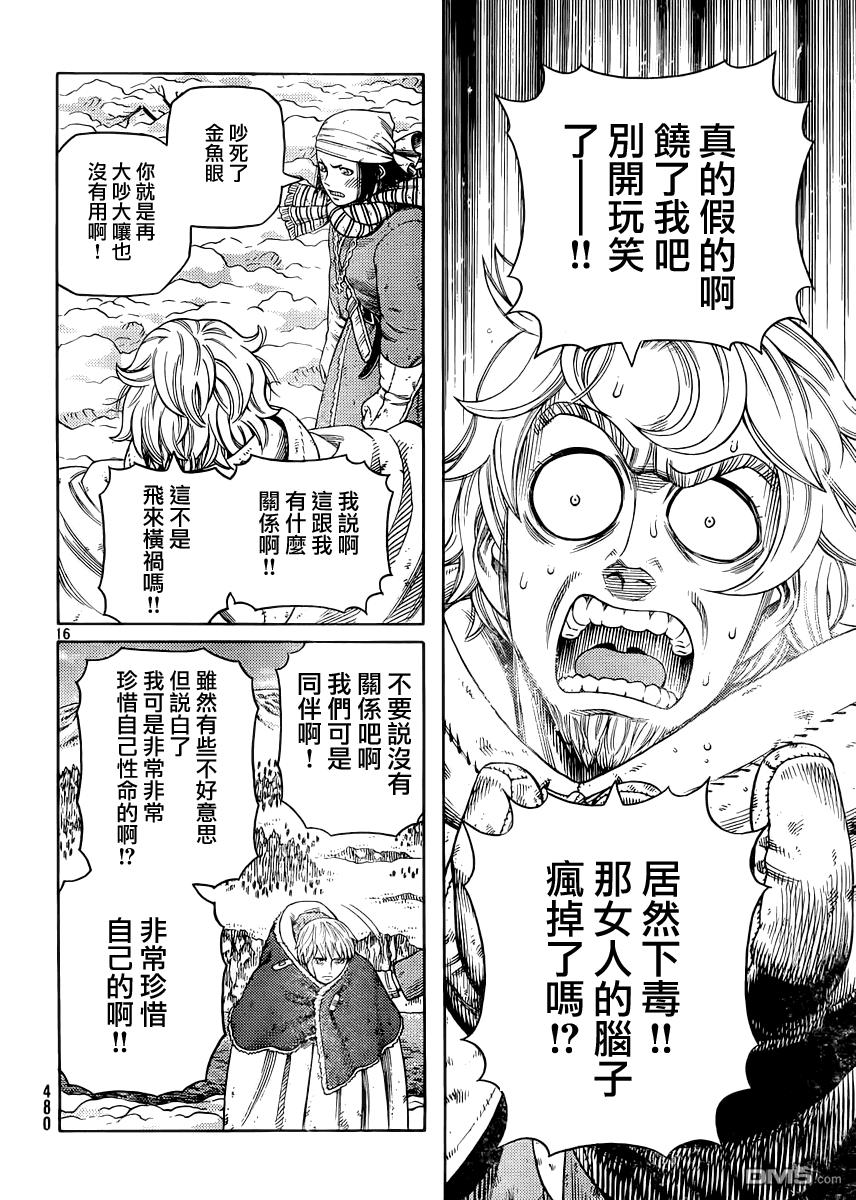 真的假的啊
饒了我吧
別開玩笑
了——!!
居然下毒!!
那女人的腦子
瘋掉了嗎!?
吵死了
金魚眼
你就是再
大吵大嚷也
沒有用啊!
我説啊
這跟我
有什麼
關係啊!!
這不是
飛來橫禍嗎!!
16
不要説沒有
關係吧啊
我們可是
同伴啊!
雖然有些不好意思
但説白了
我可是非常非常
珍惜自己性命的啊!?
非常珍惜
自己的啊!!
480
DM5.com